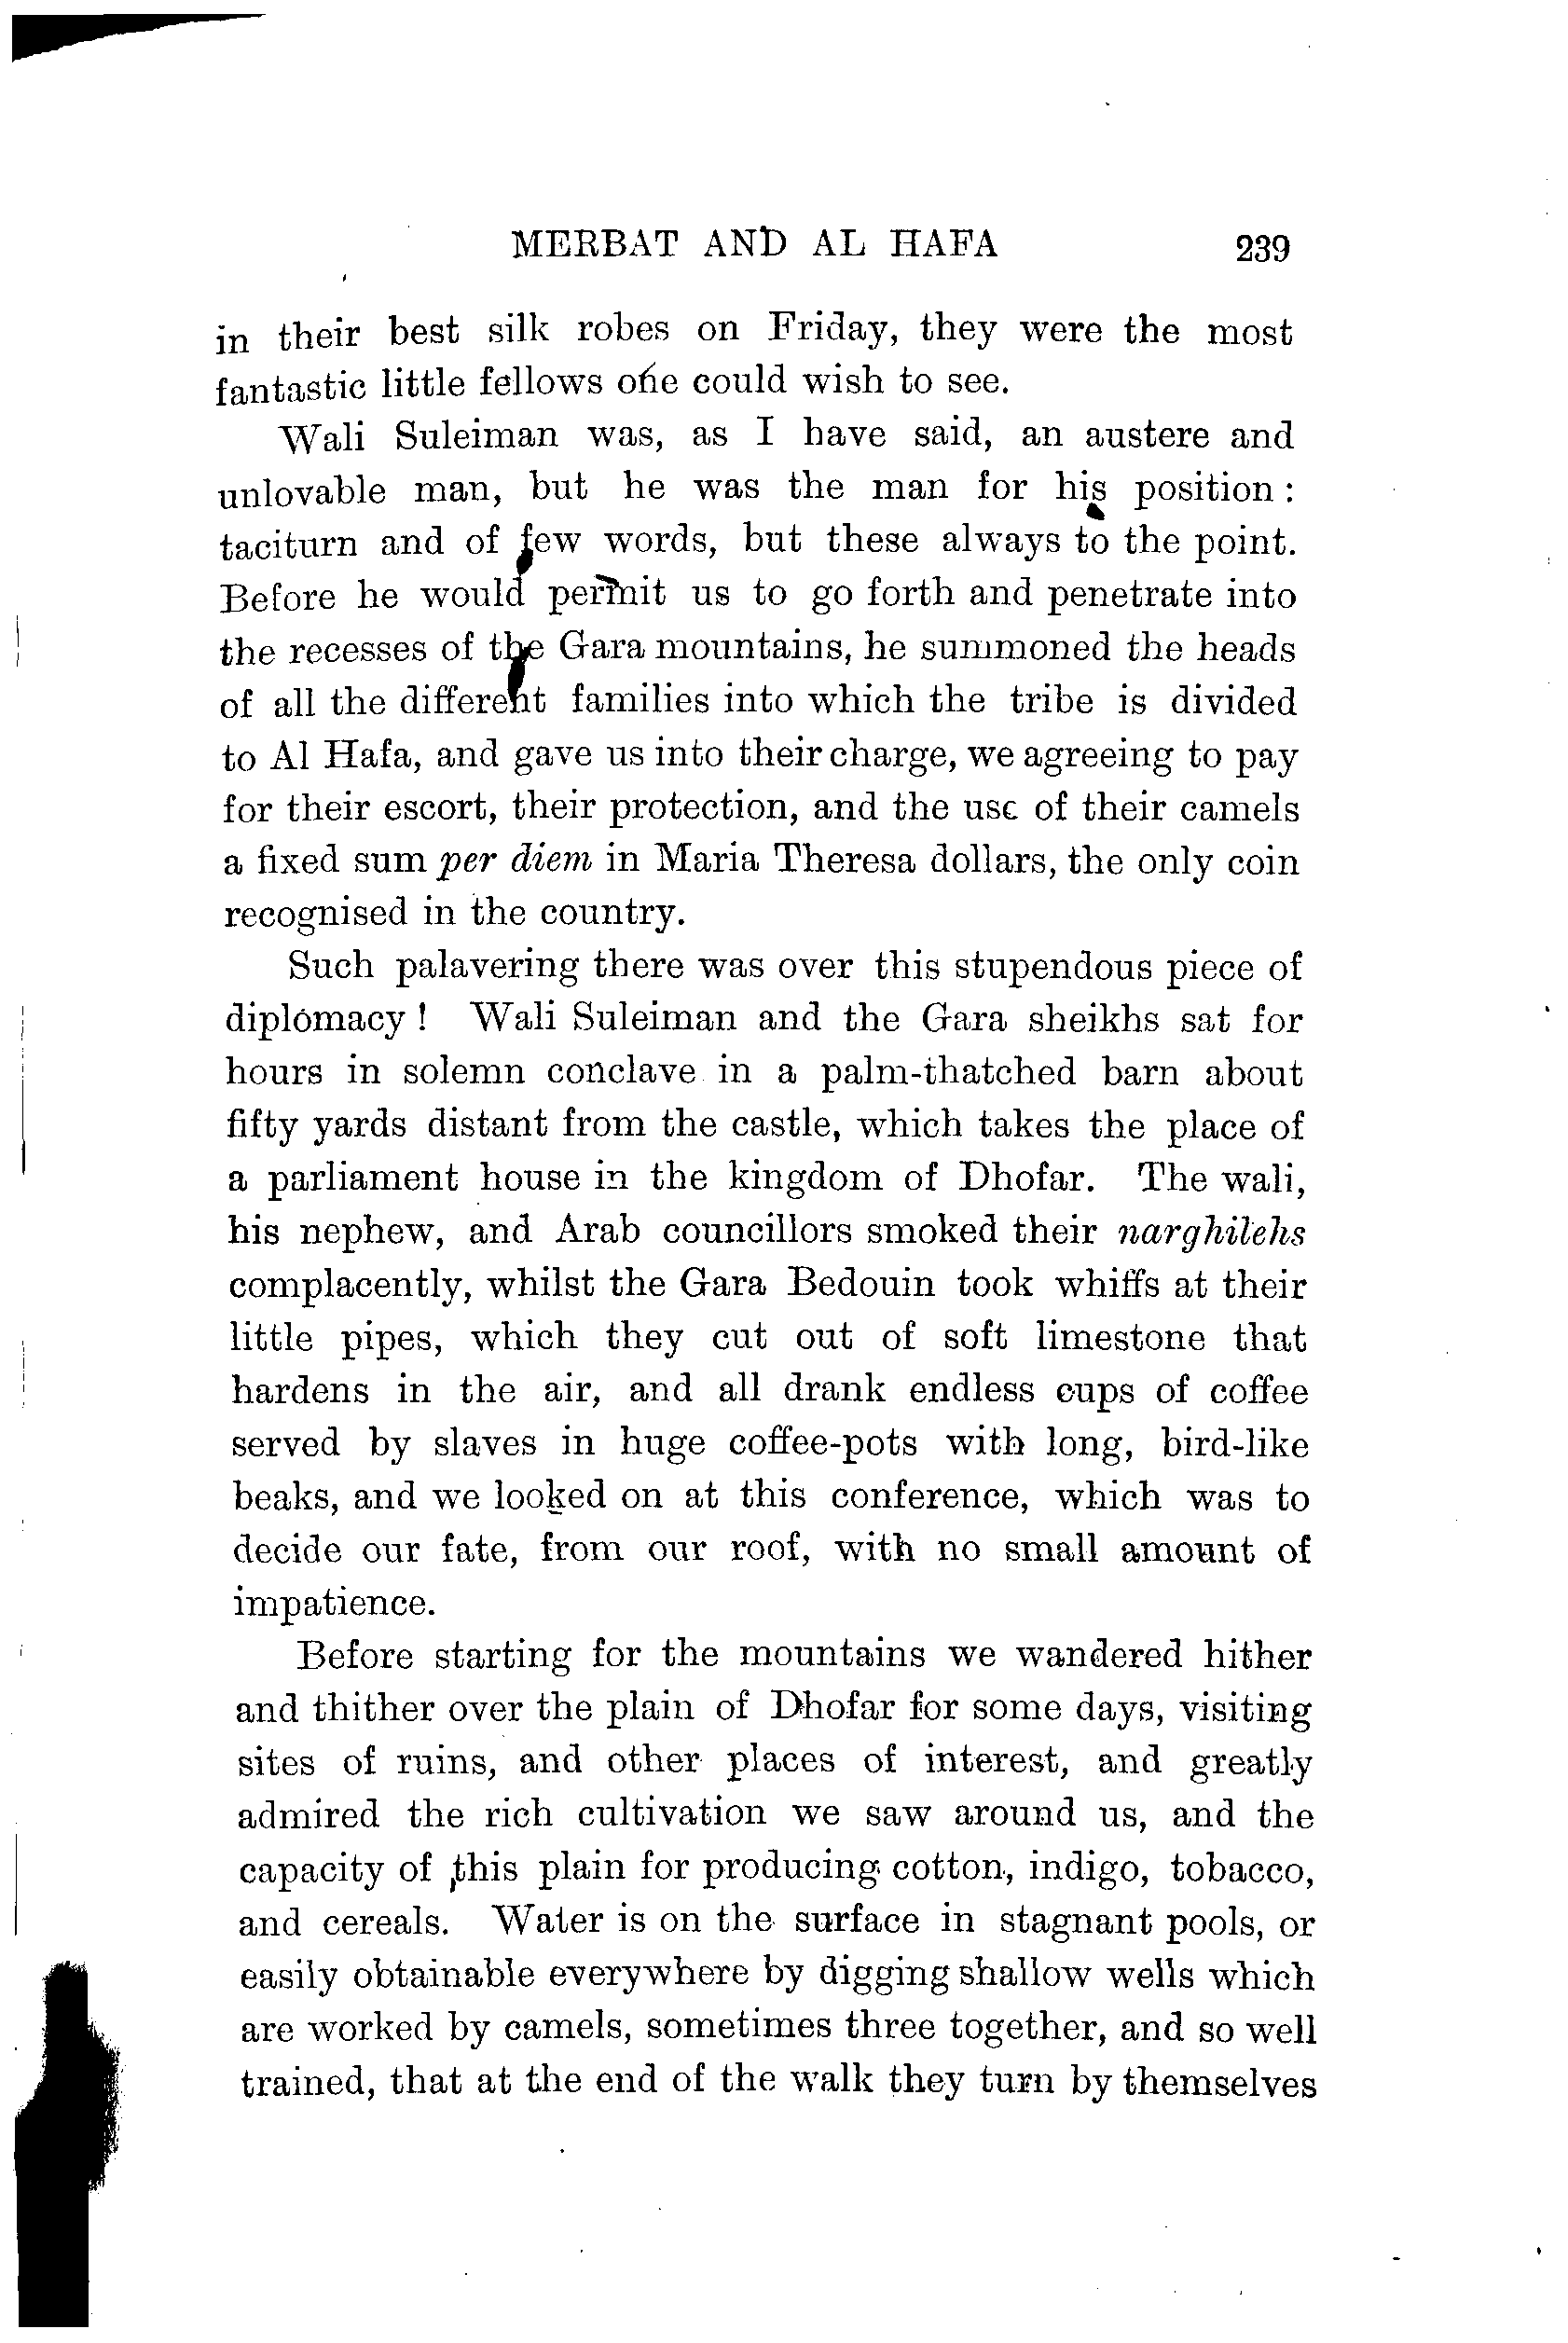 MERBAT AND AL HAFA 239
in their best silk robes on Friday, they were the most
fantastic little fellows one could wish to see.
Wali Suleiman was, as I have said, an austere and
unlovable man, but he was the man for his position :
taciturn and of few words, but these always to the point.
Before he would permit us to go forth and penetrate into
the recesses of the Gara mountains, he summoned the heads
of all the different families into which the tribe is divided
to Al Hafa, and gave us into their charge, we agreeing to pay
for their escort, their protection, and the use of their camels
a fixed sum per diem in Maria Theresa dollars, the only coin
recognised in the country.
Such palavering there was over this stupendous piece of
diplomacy ! Wali Suleiman and the Gara sheikhs sat for
hours in solemn conclave in a palm-thatched barn about
fifty yards distant from the castle, which takes the place of
a parliament house in the kingdom of Dhofar. The wali,
his nephew, and Arab councillors smoked their narghilehs
complacently, whilst the Gara Bedouin took whiffs at their
little pipes, which they cut out of soft limestone that
hardens in the air, and all drank endless cups of coffee
served by slaves in huge coffee-pots with long, bird-like
beaks, and we looked on at this conference, which was to
decide our fate, from our roof, with no small amount of
impatience.
Before starting for the mountains we wandered hither
and thither over the plain of Dhofar for some days, visiting
sites of ruins, and other places of interest, and greatly
admired the rich cultivation we saw around us, and the
capacity of this plain for producing cotton, indigo, tobacco,
and cereals. Water is on the surface in stagnant pools, or
easily obtainable everywhere by digging shallow wells which
are worked by camels, sometimes three together, and so well
trained, that at the end of the walk they turn by themselves